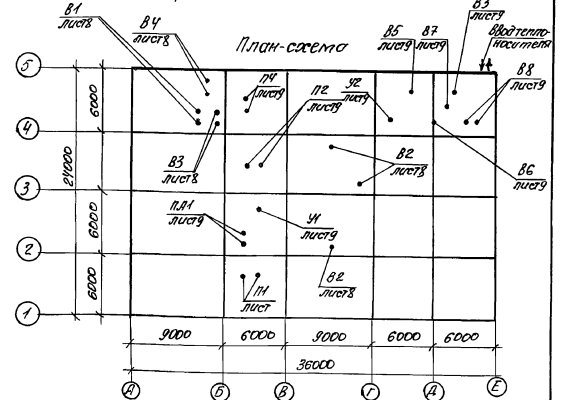 План-схема
В1
лист8
В4
лист8
В5
лист9
В7
лист9
В3
лист9
Ввод тепло-
носителя
П4
лист9
П2
лист9
У2
лист9
В8
лист9
В3
лист8
В2
лист8
В6
лист9
ПА1
лист9
У1
лист9
В2
лист8
П1
лист
5
4
3
2
1
6000
24000
6000
6000
9000
6000
9000
6000
6000
36000
А
Б
В
Г
Д
Е